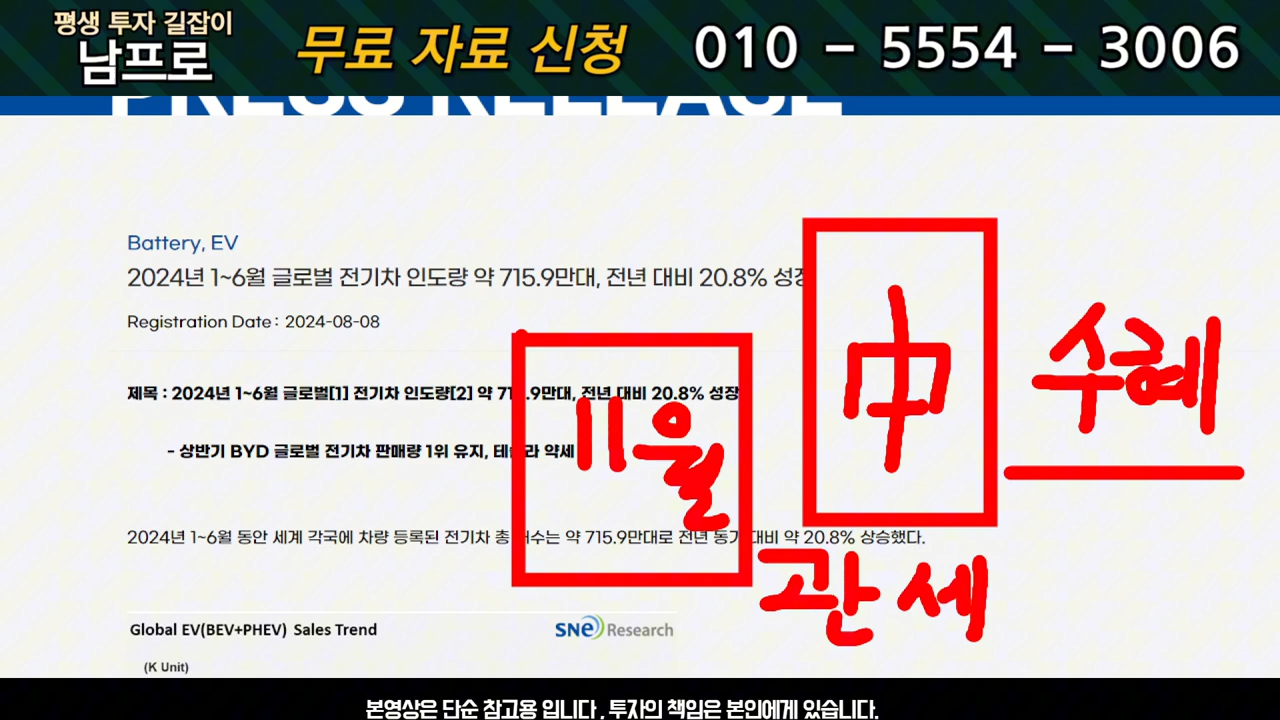 평생 투자 길잡이
남프로
무료 자료 신청
010 - 5554 - 3006
PRESS RELEASE
Battery, EV
2024년 1~6월 글로벌 전기차 인도량 약 715.9만대, 전년 대비 20.8% 성장
Registration Date : 2024-08-08
中
수혜
제목 : 2024년 1~6월 글로벌[1] 전기차 인도량[2] 약 715.9만대, 전년 대비 20.8% 성장
11월
- 상반기 BYD 글로벌 전기차 판매량 1위 유지, 테슬라 약세
2024년 1~6월 동안 세계 각국에 차량 등록된 전기차 총 대수는 약 715.9만대로 전년 동기 대비 약 20.8% 상승했다.
관세
Global EV(BEV+PHEV) Sales Trend
SNe Research
(K Unit)
본영상은 단순 참고용 입니다 , 투자의 책임은 본인에게 있습니다.